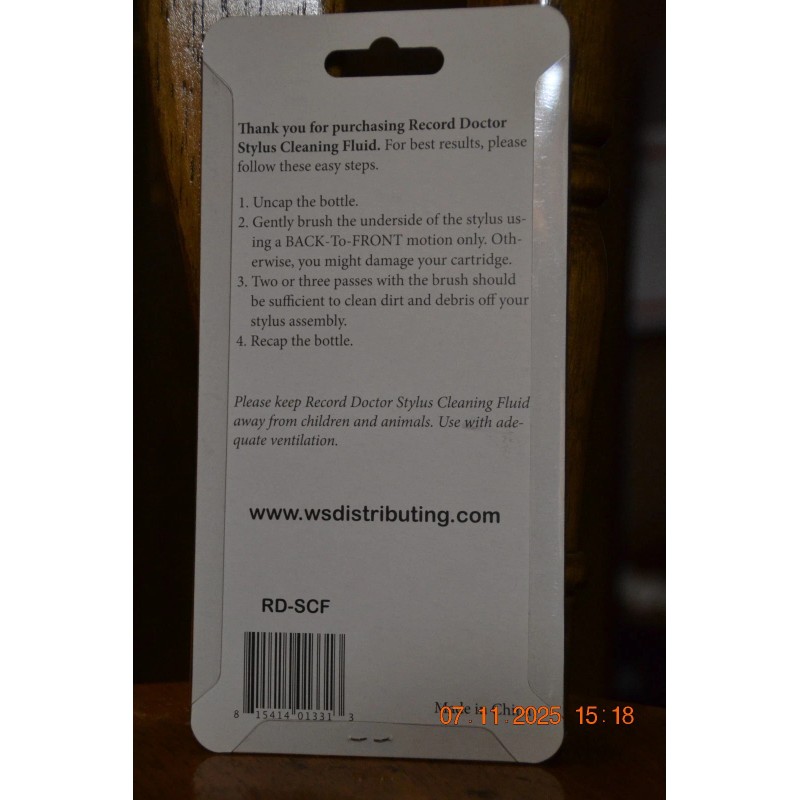 Thank you for purchasing Record Doctor
Stylus Cleaning Fluid. For best results, please
follow these easy steps.
1. Uncap the bottle.
2. Gently brush the underside of the stylus us-
ing a BACK-To-FRONT motion only. Oth-
erwise, you might damage your cartridge.
3. Two or three passes with the brush should
be sufficient to clean dirt and debris off your
stylus assembly.
4. Recap the bottle.
Please keep Record Doctor Stylus Cleaning Fluid
away from children and animals. Use with ade-
quate ventilation.
www.wsdistributing.com
RD-SCF
8 15414 01331 3
Made in China
07.11.2025 15:18